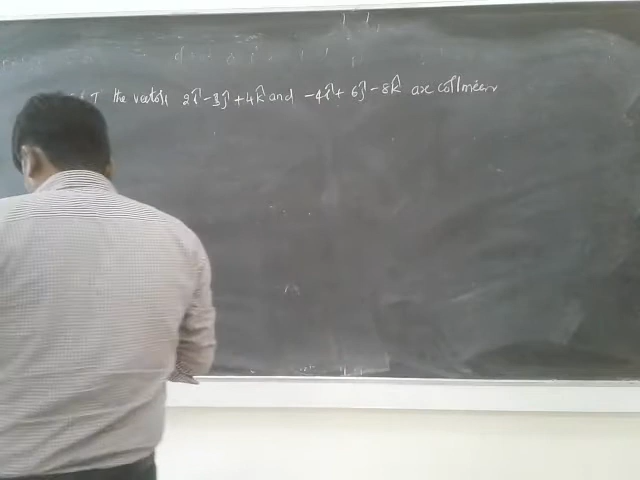 T the vectors 2î - 3ĵ + 4k̂ and -4î + 6ĵ - 8k̂ are collinear